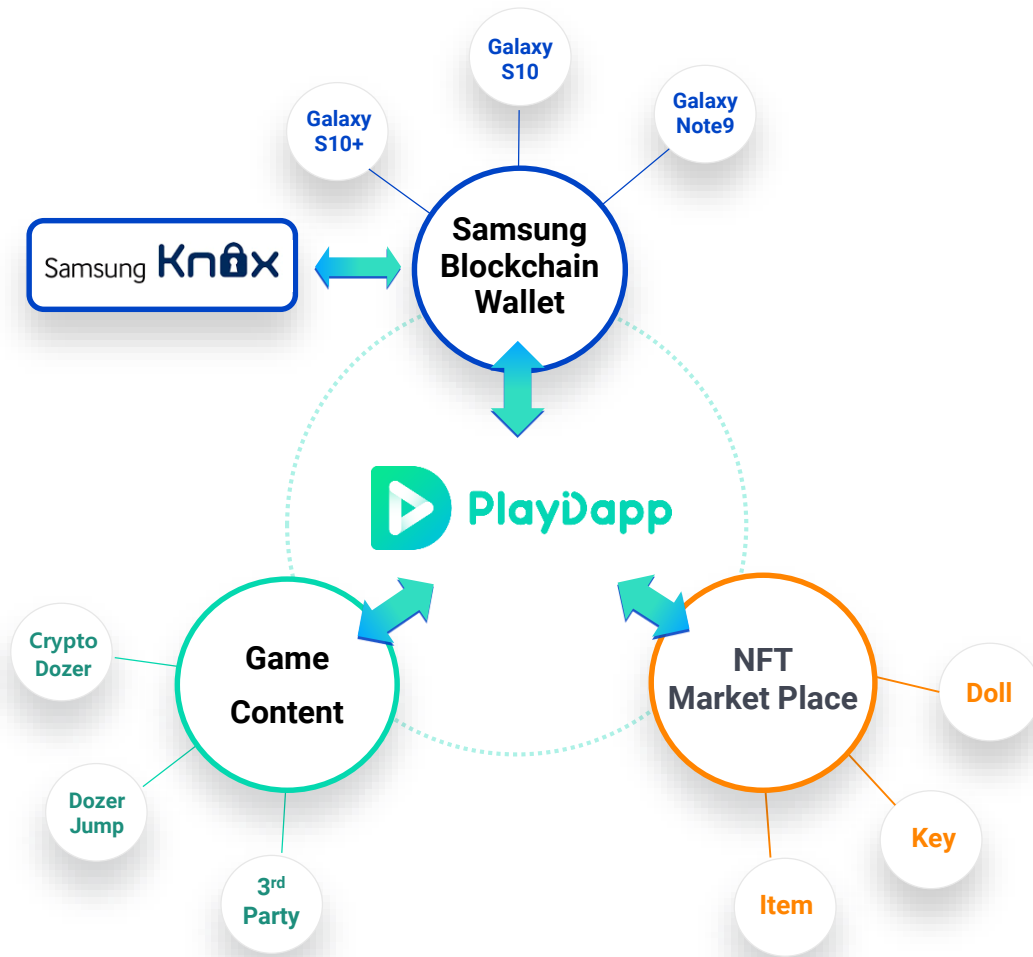 Galaxy
S10
Galaxy
S10+
Galaxy
Note9
Samsung
Blockchain
Wallet
Samsung Knox
PlayDapp
Game
Content
NFT
Market Place
Crypto
Dozer
Dozer
Jump
3rd
Party
Doll
Key
Item